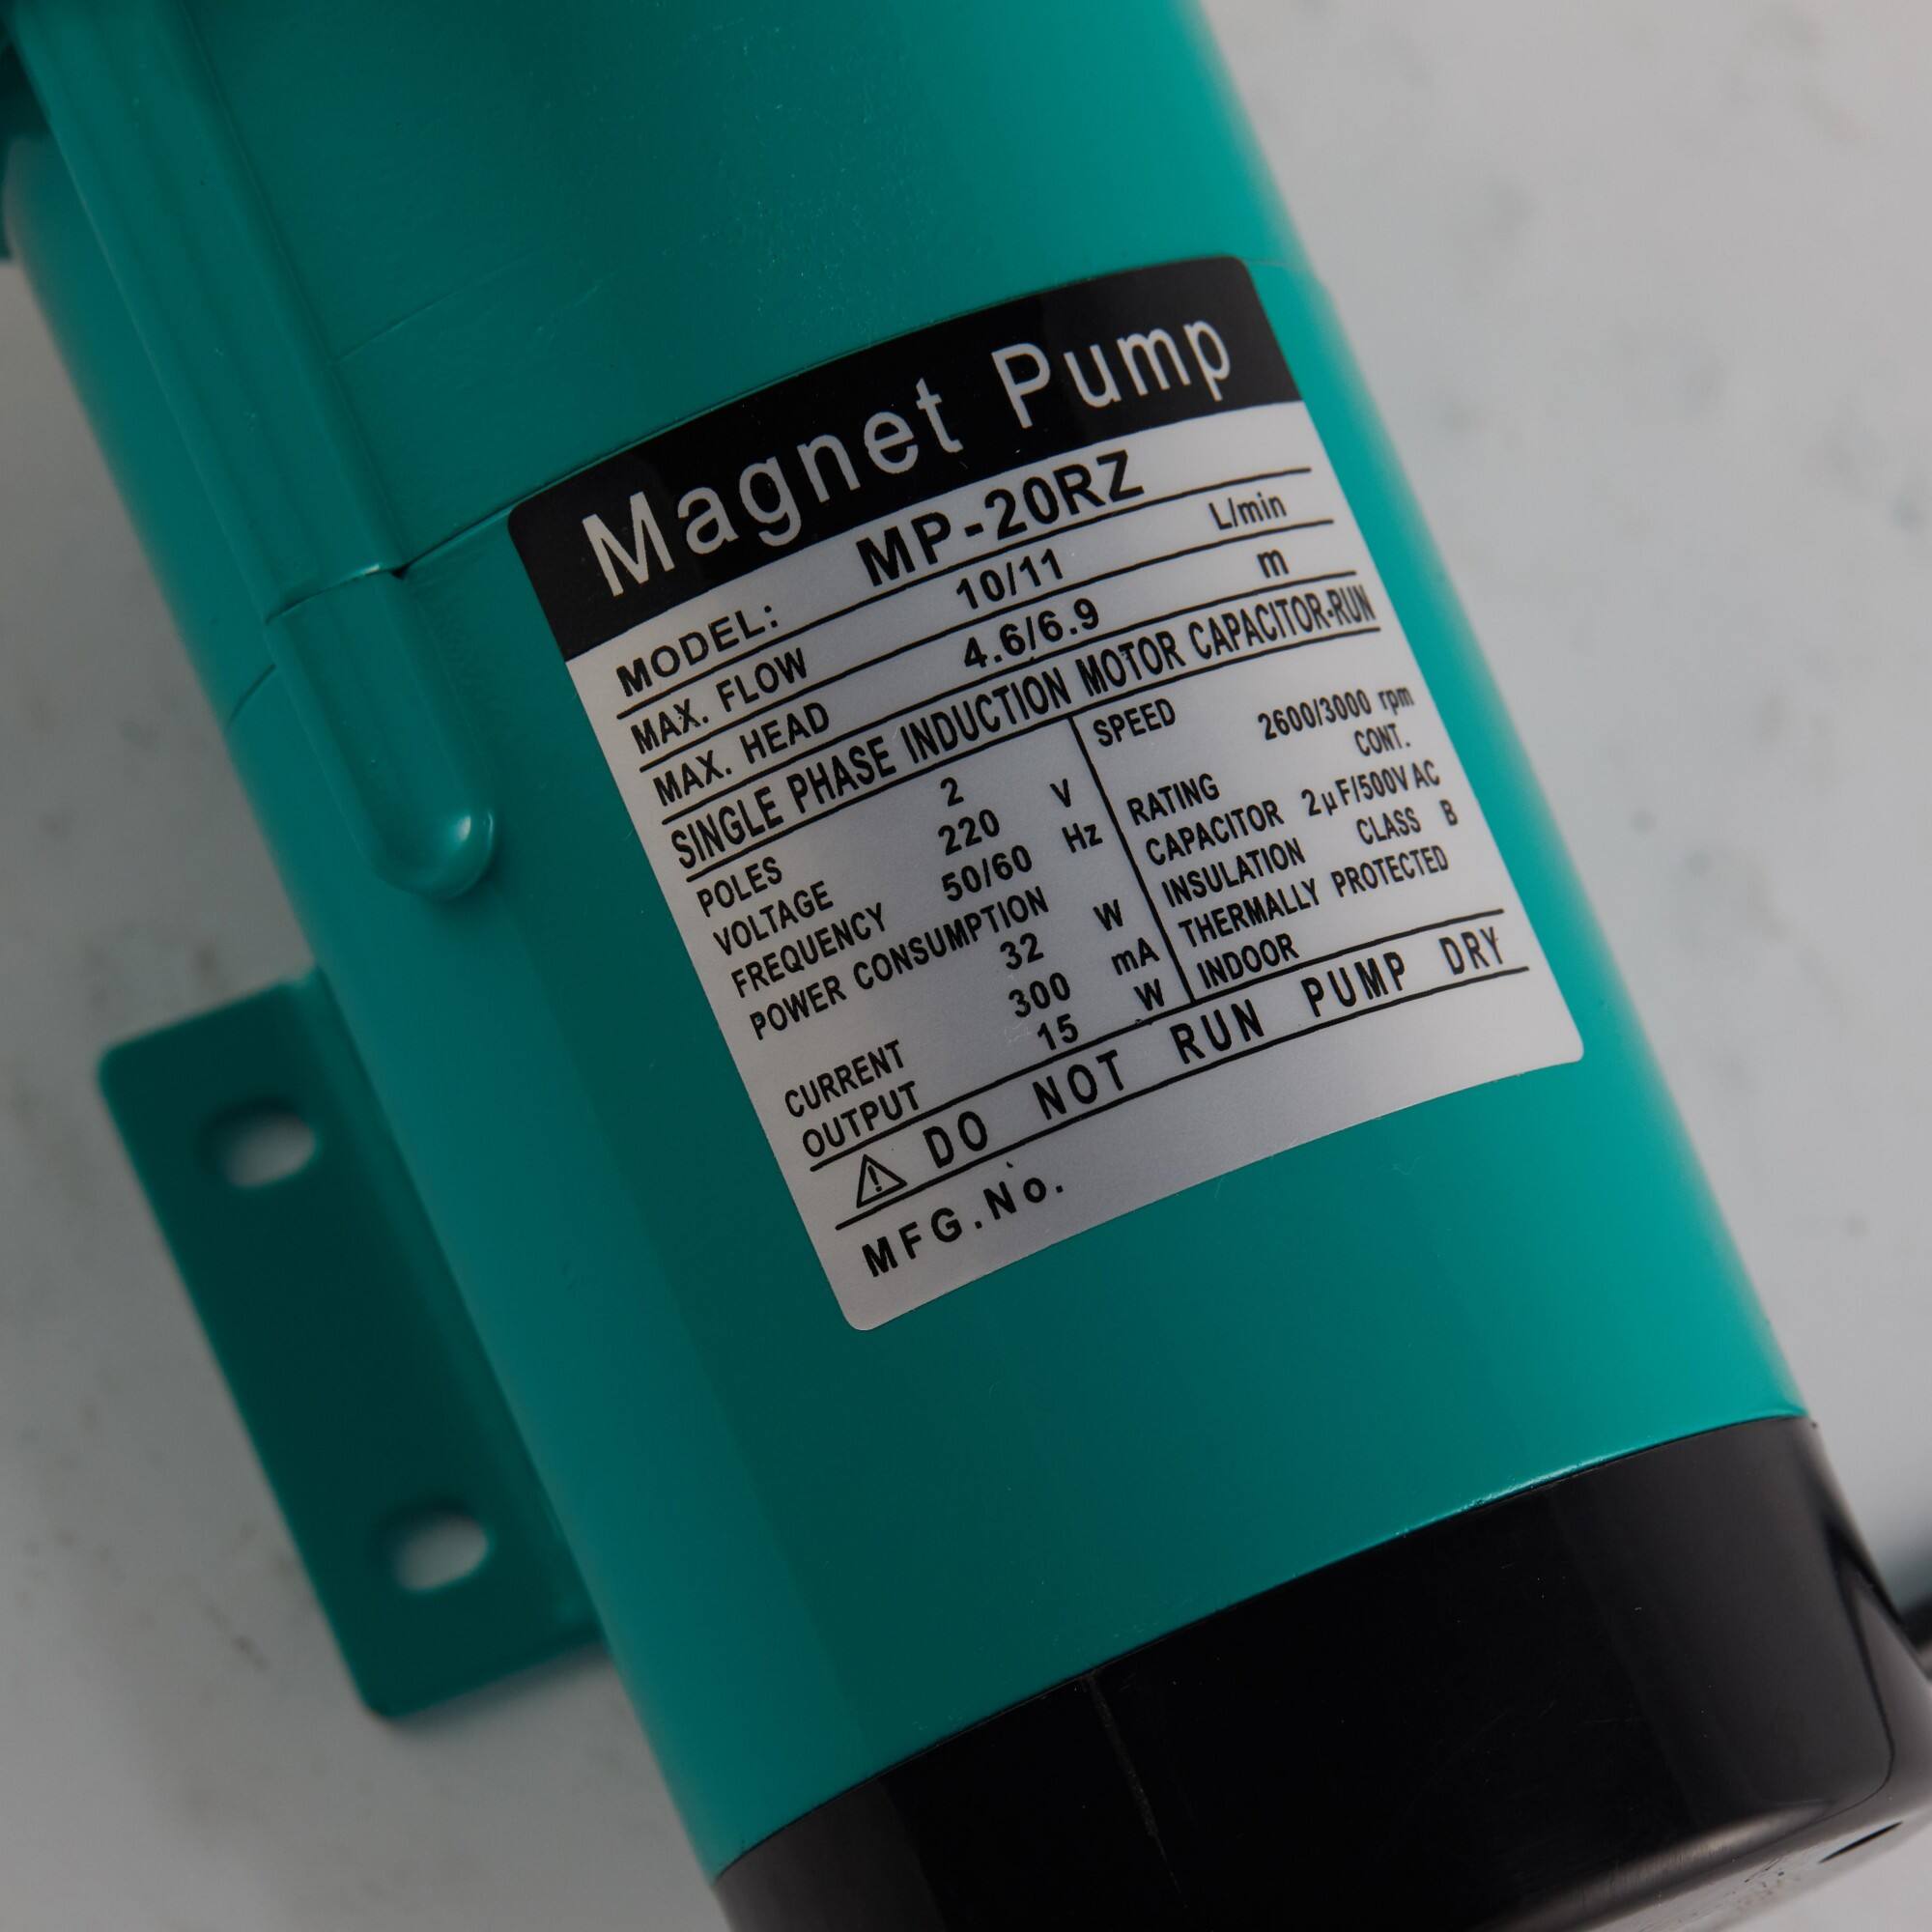 Magnet Pump
MODEL: MP-20RZ
MAX. FLOW 10/11 L/min
MAX. HEAD 4.6/6.9 m
SINGLE PHASE INDUCTION MOTOR CAPACITOR-RUN
POLES 2
VOLTAGE 220 V
FREQUENCY 50/60 Hz
POWER CONSUMPTION
32 W
CURRENT 300 mA
OUTPUT 15 W
SPEED 2600/3000 rpm
RATING CONT.
CAPACITOR 2μF/500V AC
INSULATION CLASS B
THERMALLY PROTECTED
INDOOR
⚠ DO NOT RUN PUMP DRY
MFG.No.